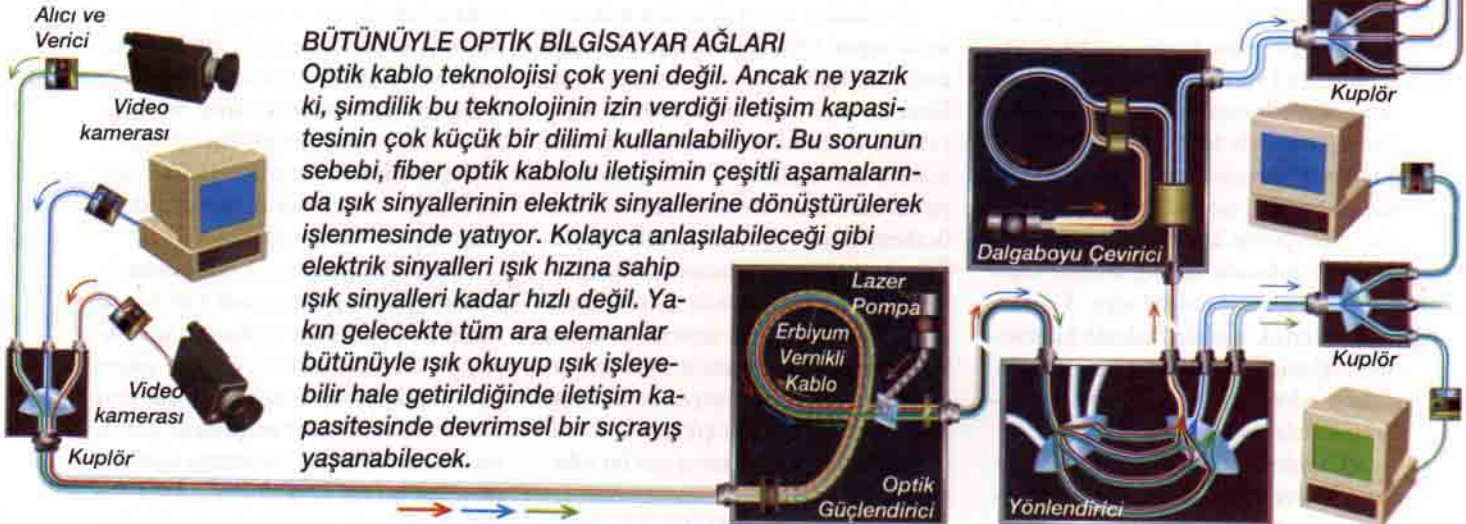 Alıcı ve
Verici
Video
kamerası
Video
kamerası
Kuplör
BÜTÜNÜYLE OPTİK BİLGİSAYAR AĞLARI
Optik kablo teknolojisi çok yeni değil. Ancak ne yazık
ki, şimdilik bu teknolojinin izin verdiği iletişim kapasi-
tesinin çok küçük bir dilimi kullanılabiliyor. Bu sorunun
sebebi, fiber optik kablolu iletişimin çeşitli aşamaların-
da ışık sinyallerinin elektrik sinyallerine dönüştürülerek
işlenmesinde yatıyor. Kolayca anlaşılabileceği gibi
elektrik sinyalleri ışık hızına sahip
ışık sinyalleri kadar hızlı değil. Ya-
kın gelecekte tüm ara elemanlar
bütünüyle ışık okuyup ışık işleye-
bilir hale getirildiğinde iletişim ka-
pasitesinde devrimsel bir sıçrayış
yaşanabilecek.
Lazer
Pompa
Erbiyum
Vernikli
Kablo
Optik
Güçlendirici
Dalgaboyu Çevirici
Yönlendirici
Kuplör
Kuplör